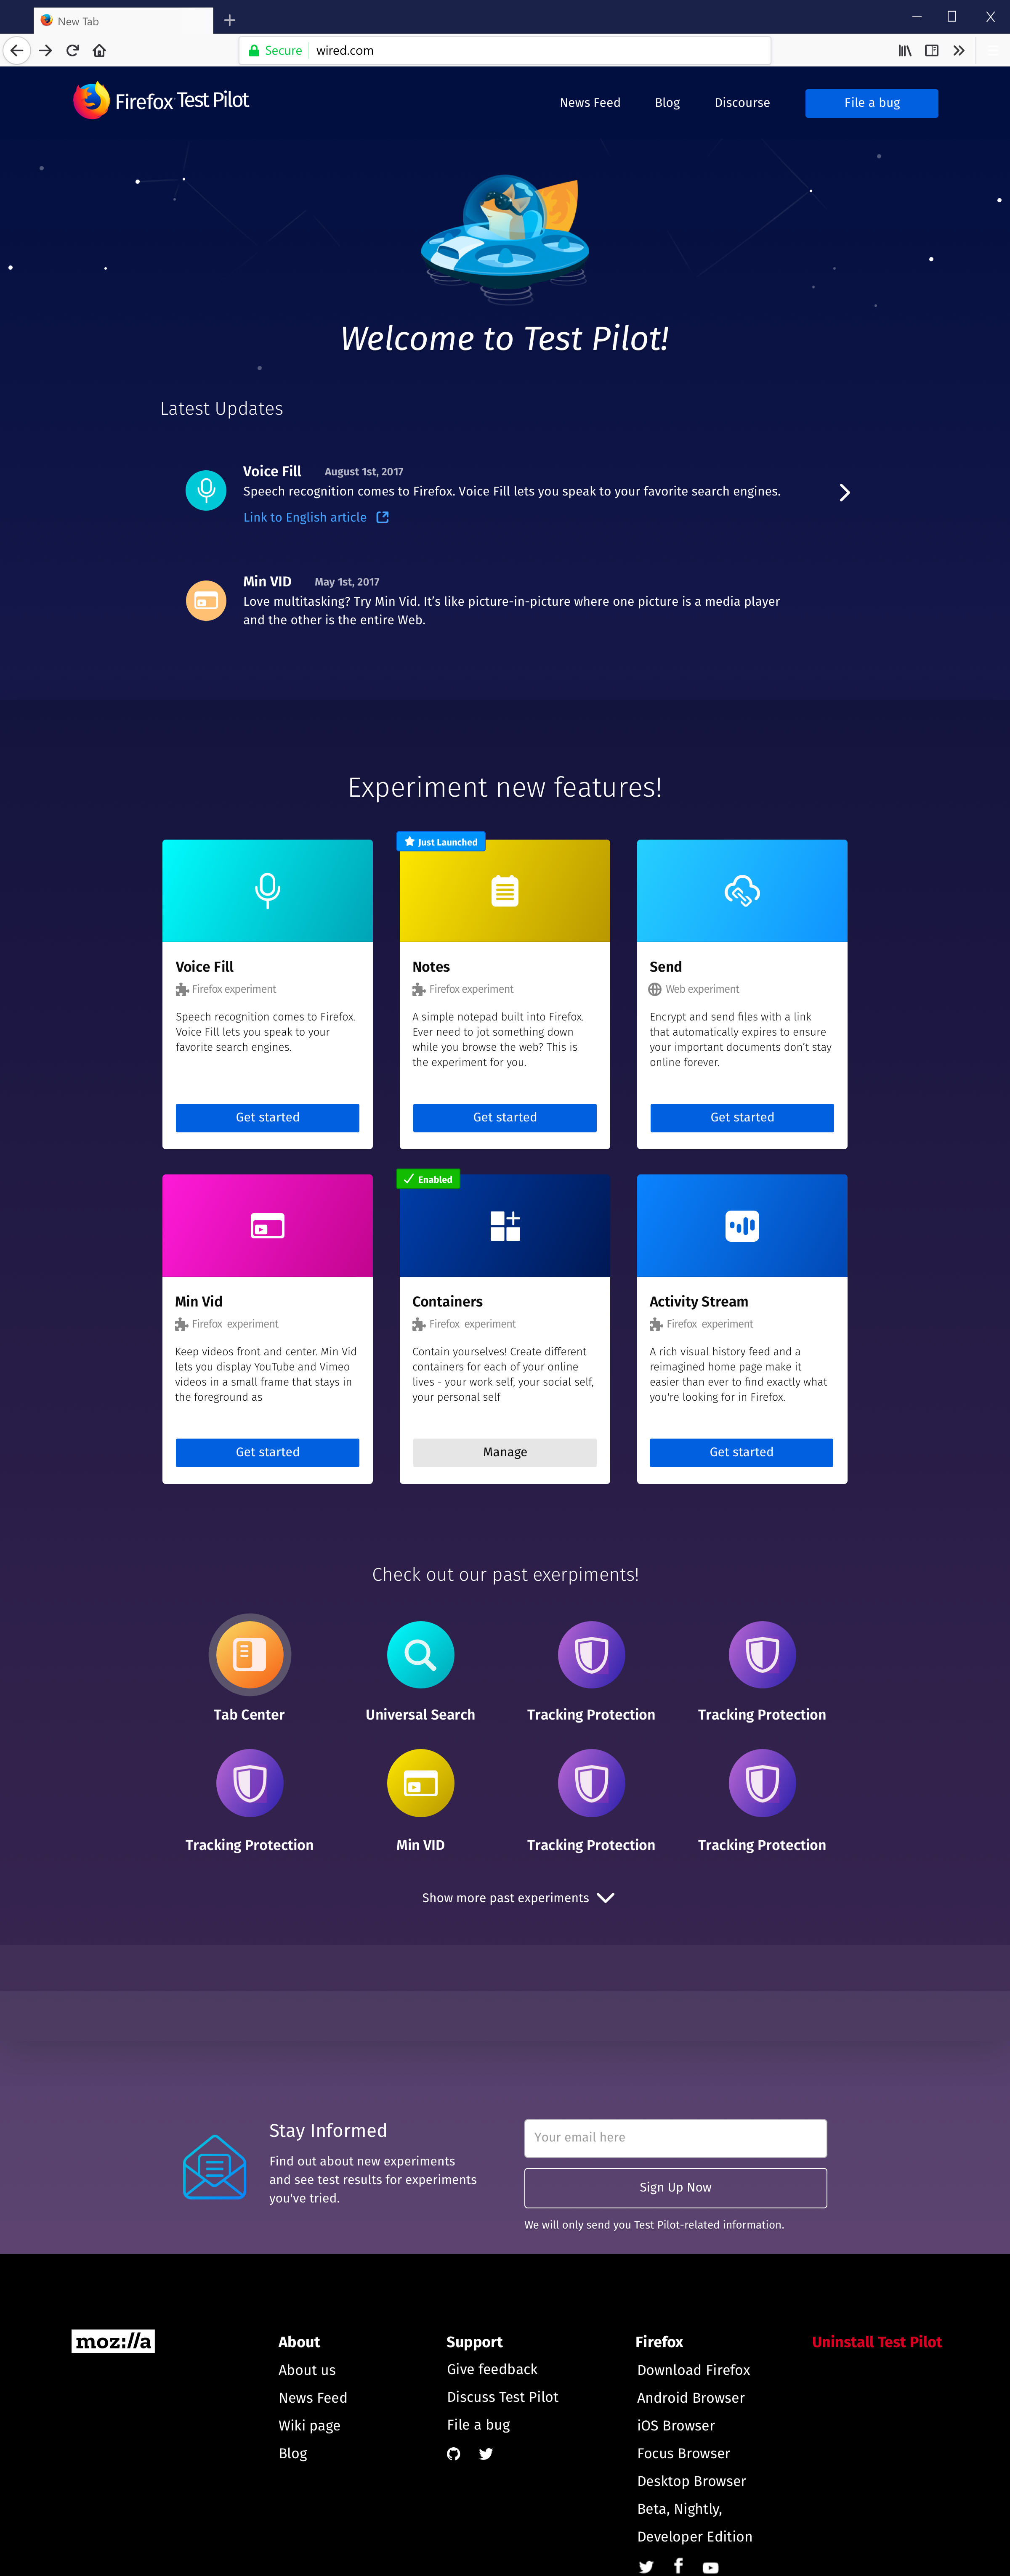 New Tab
Secure wired.com
Firefox Test Pilot
News Feed Blog Discourse File a bug
Welcome to Test Pilot!
Latest Updates
Voice Fill August 1st, 2017
Speech recognition comes to Firefox. Voice Fill lets you speak to your favorite search engines.
Link to English article
Min VID May 1st, 2017
Love multitasking? Try Min Vid. It’s like picture-in-picture where one picture is a media player
and the other is the entire Web.
Experiment new features!
Voice Fill
Firefox experiment
Speech recognition comes to Firefox.
Voice Fill lets you speak to your
favorite search engines.
Get started
Just Launched
Notes
Firefox experiment
A simple notepad built into Firefox.
Ever need to jot something down
while you browse the web? This is
the experiment for you.
Get started
Send
Web experiment
Encrypt and send files with a link
that automatically expires to ensure
your important documents don’t stay
online forever.
Get started
Min Vid
Firefox experiment
Keep videos front and center. Min Vid
lets you display YouTube and Vimeo
videos in a small frame that stays in
the foreground as
Get started
Enabled
Containers
Firefox experiment
Contain yourselves! Create different
containers for each of your online
lives - your work self, your social self,
your personal self
Manage
Activity Stream
Firefox experiment
A rich visual history feed and a
reimagined home page make it
easier than ever to find exactly what
you're looking for in Firefox.
Get started
Check out our past exerpiments!
Tab Center Universal Search Tracking Protection Tracking Protection
Tracking Protection Min VID Tracking Protection Tracking Protection
Show more past experiments
Stay Informed
Find out about new experiments
and see test results for experiments
you've tried.
Your email here
Sign Up Now
We will only send you Test Pilot-related information.
moz://a
About
About us
News Feed
Wiki page
Blog
Support
Give feedback
Discuss Test Pilot
File a bug
Firefox
Download Firefox
Android Browser
iOS Browser
Focus Browser
Desktop Browser
Beta, Nightly,
Developer Edition
Uninstall Test Pilot